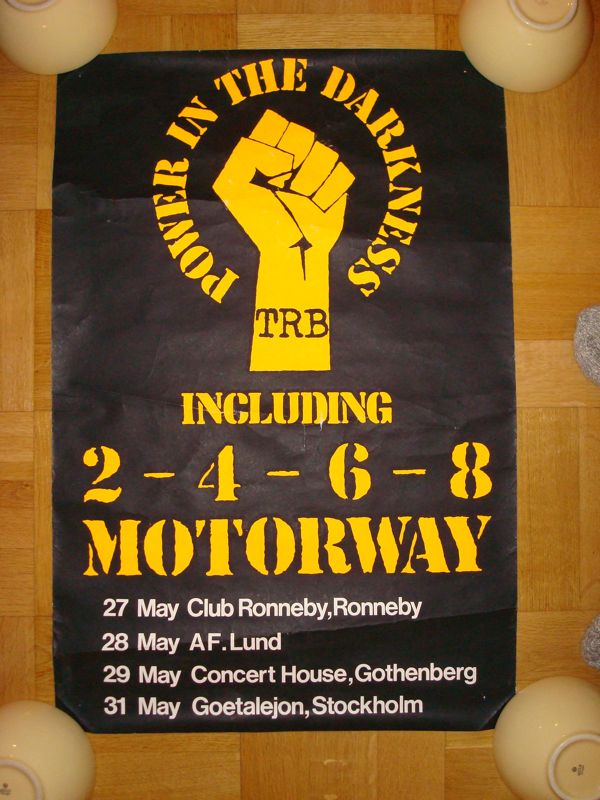 POWER IN THE DARKNESS
TRB
INCLUDING
2-4-6-8
MOTORWAY
27 May Club Ronneby, Ronneby
28 May AF. Lund
29 May Concert House, Gothenberg
31 May Goetalejon, Stockholm